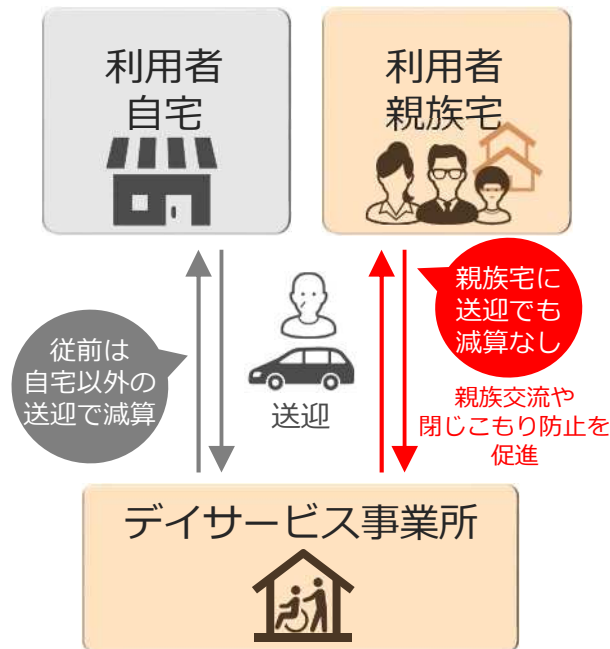 利用者
自宅
利用者
親族宅
従前は
自宅以外の
送迎で減算
送迎
親族宅に
送迎でも
減算なし
親族交流や
閉じこもり防止を
促進
デイサービス事業所